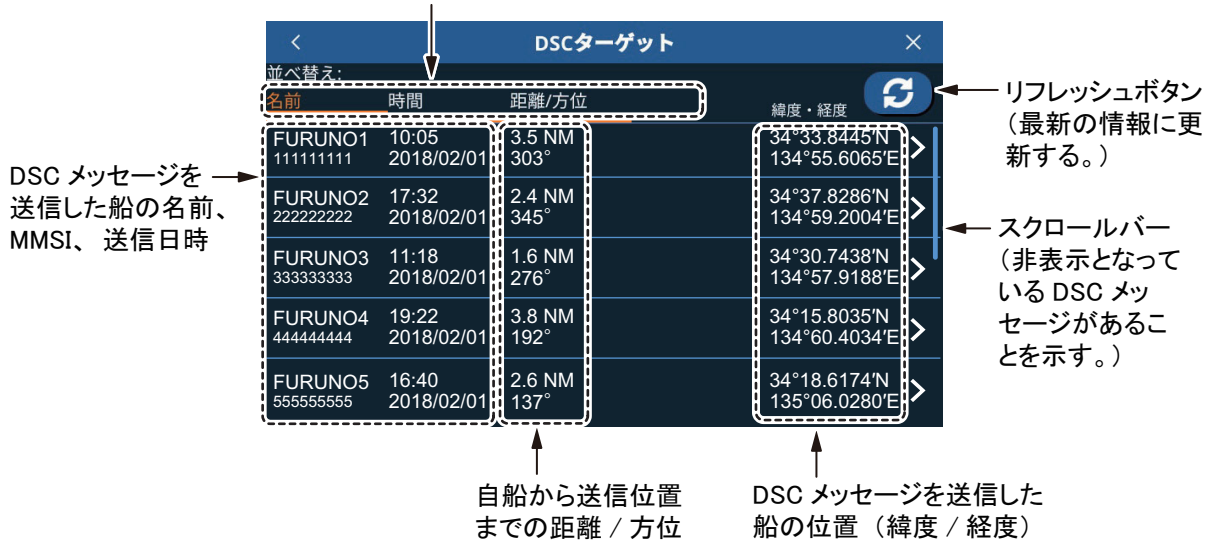 < DSCターゲット ×
並べ替え:
名前 時間 距離/方位 緯度・経度
FURUNO1 10:05 3.5 NM 34°33.8445′N
111111111 2018/02/01 303° 134°55.6065′E
FURUNO2 17:32 2.4 NM 34°37.8286′N
222222222 2018/02/01 345° 134°59.2004′E
FURUNO3 11:18 1.6 NM 34°30.7438′N
333333333 2018/02/01 276° 134°57.9188′E
FURUNO4 19:22 3.8 NM 34°15.8035′N
444444444 2018/02/01 192° 134°60.4034′E
FURUNO5 16:40 2.6 NM 34°18.6174′N
555555555 2018/02/01 137° 135°06.0280′E
DSC メッセージを
送信した船の名前、
MMSI、 送信日時
リフレッシュボタン
（最新の情報に更
新する。）
スクロールバー
（非表示となって
いる DSC メッ
セージがあるこ
とを示す。）
自船から送信位置
までの距離 / 方位
DSC メッセージを送信した
船の位置（緯度 / 経度）